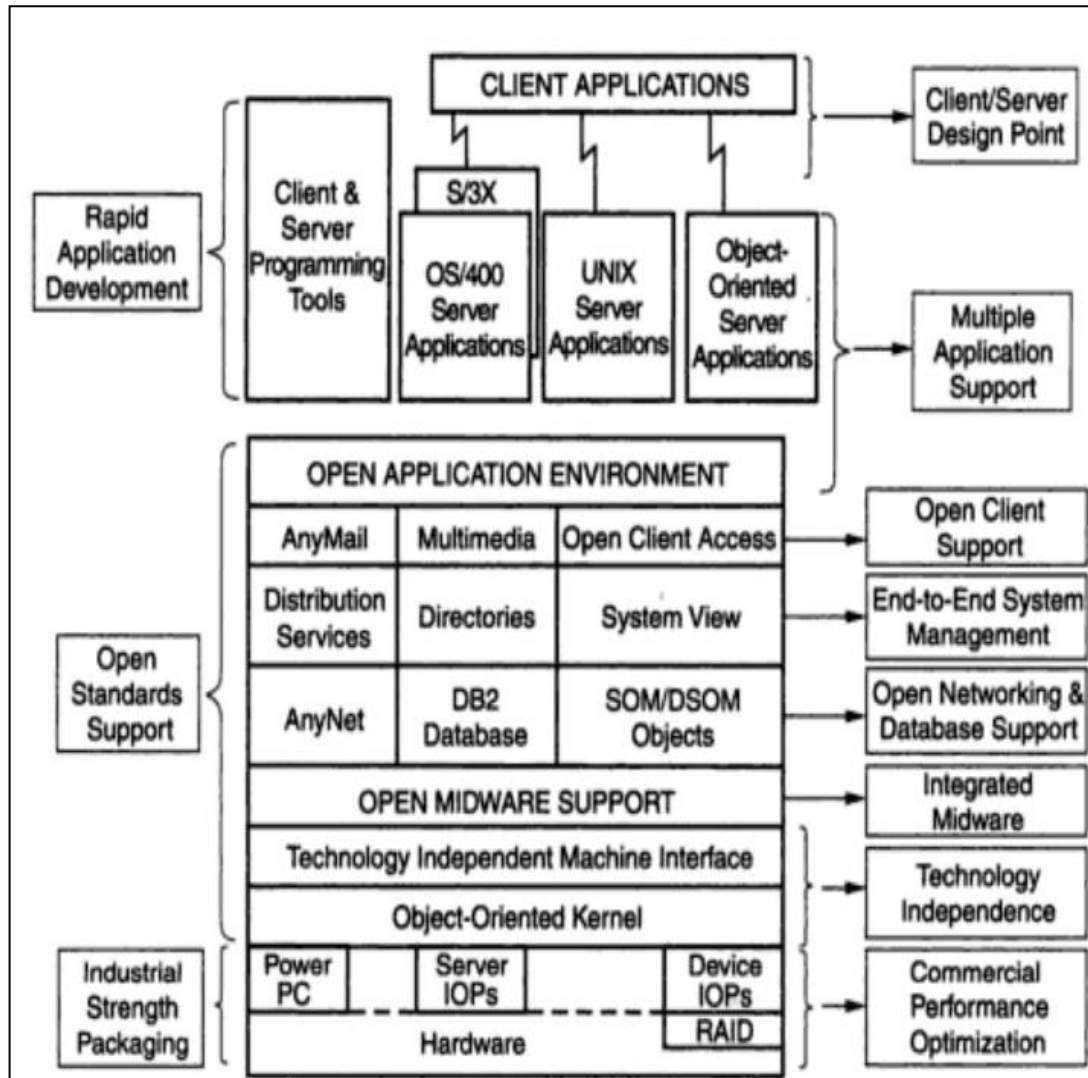 CLIENT APPLICATIONS
Client/Server
Design Point
Rapid
Application
Development
Client &
Server
Programming
Tools
S/3X
OS/400
Server
Applications
UNIX
Server
Applications
Object-
Oriented
Server
Applications
Multiple
Application
Support
OPEN APPLICATION ENVIRONMENT
AnyMail
Multimedia
Open Client Access
Open Client
Support
Distribution
Services
Directories
System View
End-to-End System
Management
Open
Standards
Support
AnyNet
DB2
Database
SOM/DSOM
Objects
Open Networking &
Database Support
OPEN MIDWARE SUPPORT
Integrated
Midware
Technology Independent Machine Interface
Object-Oriented Kernel
Technology
Independence
Industrial
Strength
Packaging
Power
PC
Server
IOPs
Device
IOPs
RAID
Hardware
Commercial
Performance
Optimization